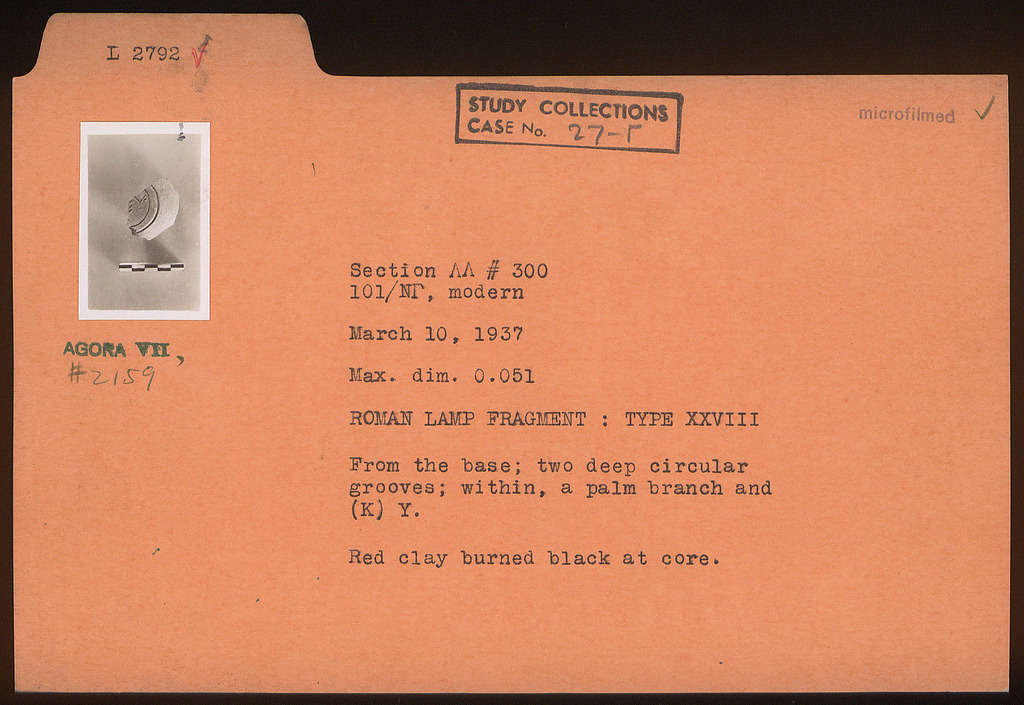 L 2792
STUDY COLLECTIONS
CASE No. 27-Γ
microfilmed ✓
AGORA VII,
#2159
Section ΛΛ # 300
101/ΝΓ, modern
March 10, 1937
Max. dim. 0.051
ROMAN LAMP FRAGMENT : TYPE XXVIII
From the base; two deep circular
grooves; within, a palm branch and
(K) Y.
Red clay burned black at core.